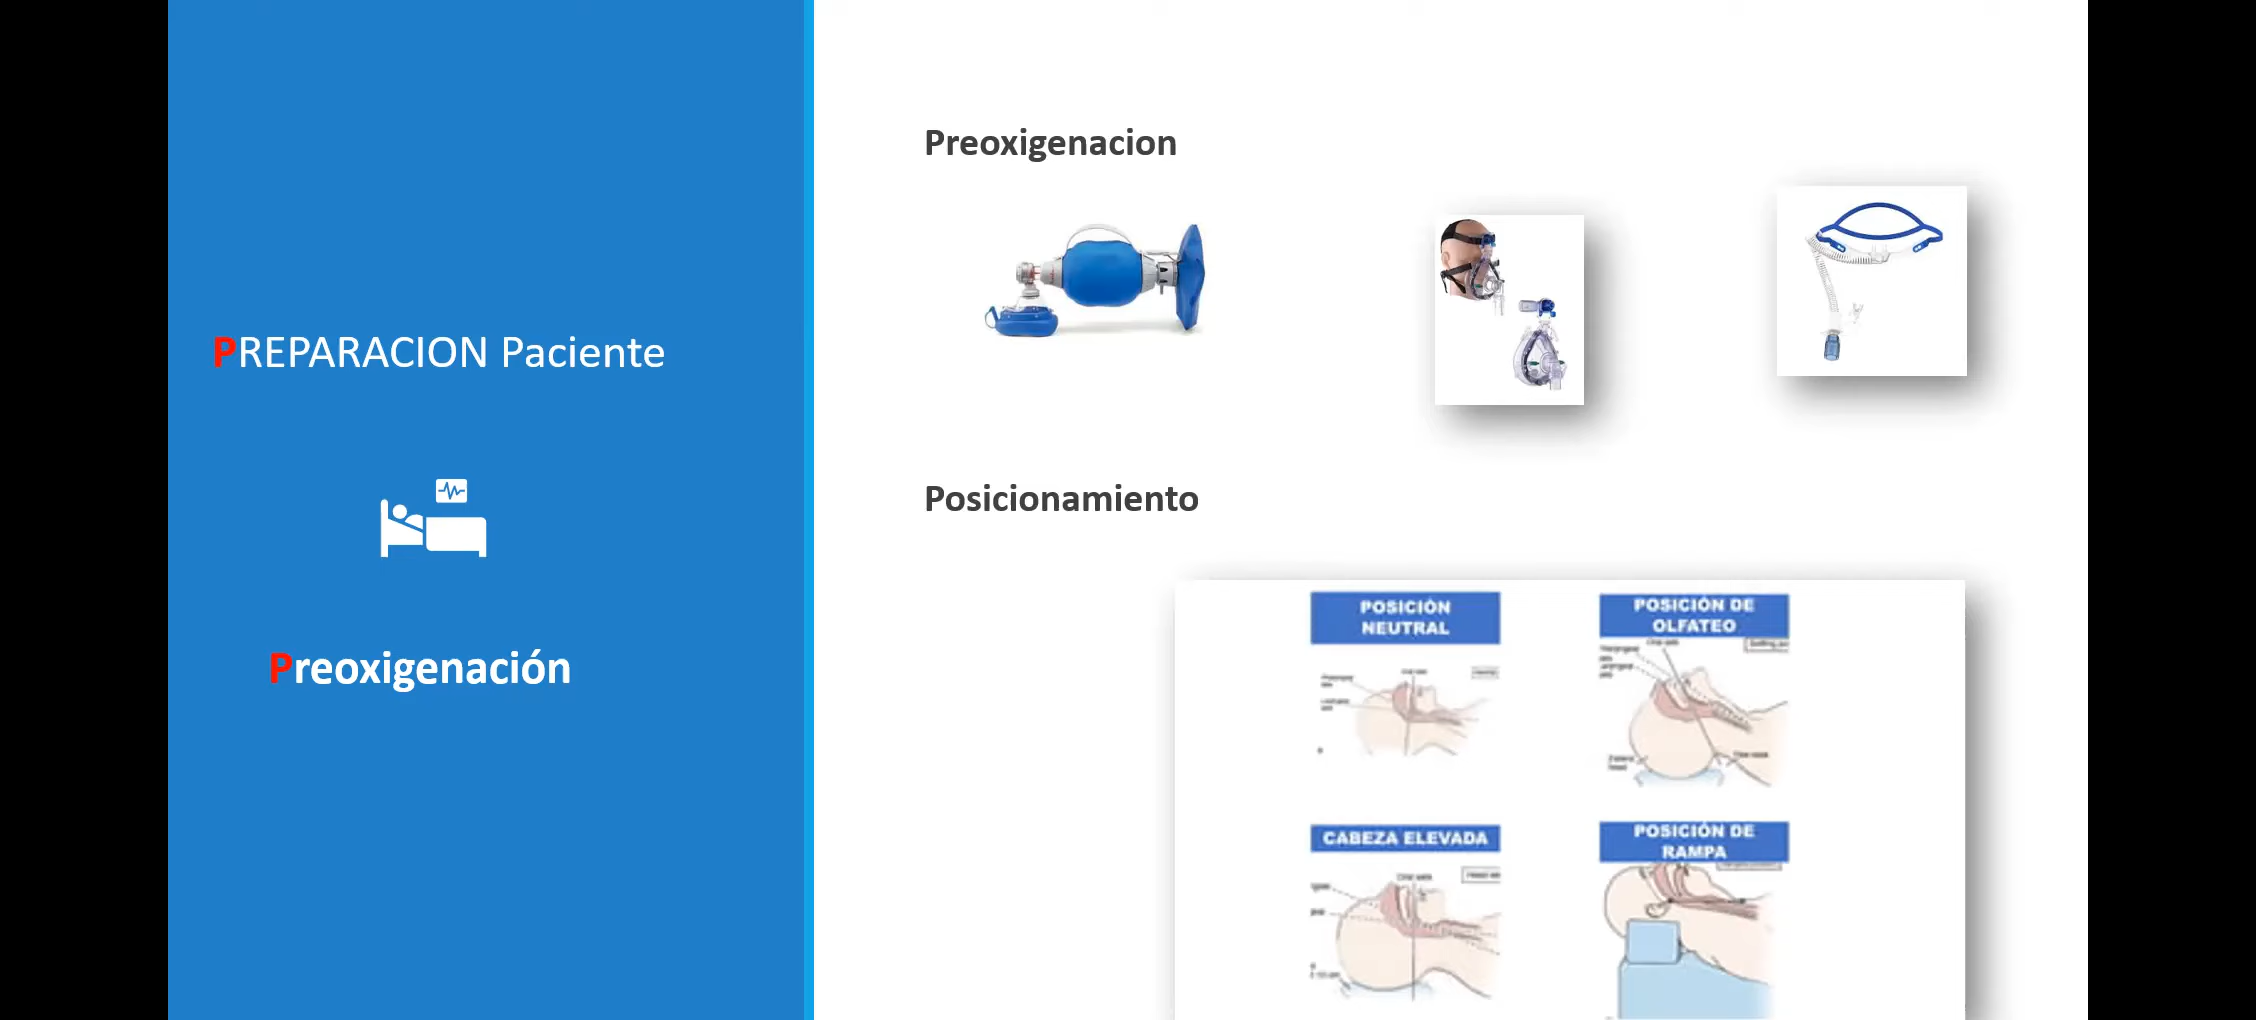 PREPARACION Paciente
Preoxigenación
Preoxigenacion
Posicionamiento
POSICIÓN
NEUTRAL
POSICIÓN DE
OLFATEO
CABEZA ELEVADA
POSICIÓN DE
RAMPA